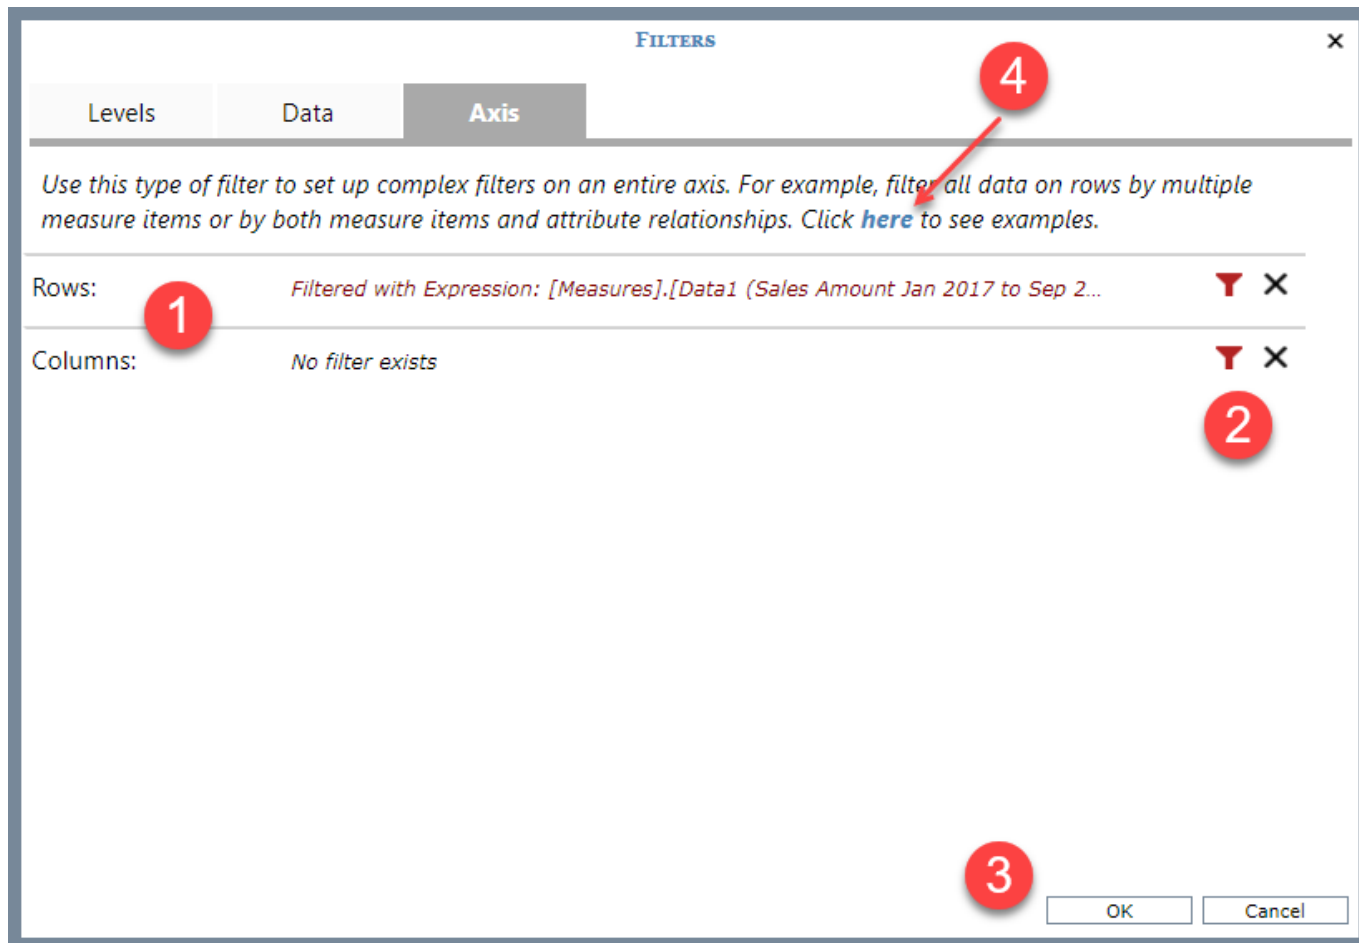 FILTERS
4
Levels Data Axis
Use this type of filter to set up complex filters on an entire axis. For example, filter all data on rows by multiple
measure items or by both measure items and attribute relationships. Click here to see examples.
Rows: Filtered with Expression: [Measures].[Data1 (Sales Amount Jan 2017 to Sep 2...
1
Columns: No filter exists
2
3
OK Cancel